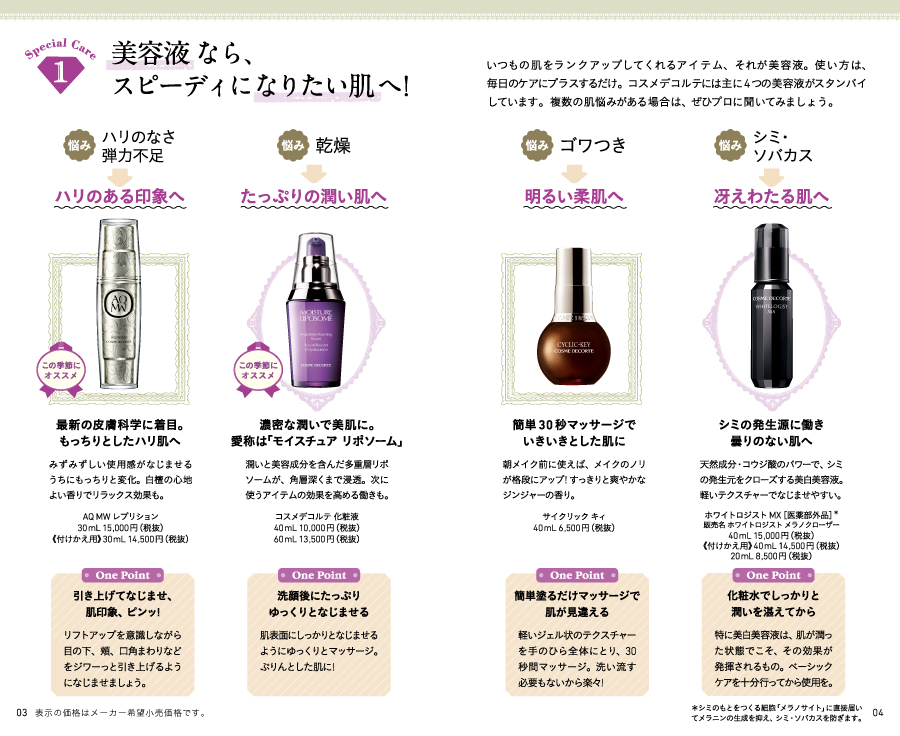 Special Care
1
美容液なら、
スピーディになりたい肌へ!
いつもの肌をランクアップしてくれるアイテム、それが美容液。使い方は、
毎日のケアにプラスするだけ。コスメデコルテには主に4つの美容液がスタンバイ
しています。複数の肌悩みがある場合は、ぜひプロに聞いてみましょう。
悩み
ハリのなさ
弾力不足
ハリのある印象へ
AQ
MW
この季節に
オススメ
最新の皮膚科学に着目。
もっちりとしたハリ肌へ
みずみずしい使用感がなじませる
うちにもっちりと変化。白檀の心地
よい香りでリラックス効果も。
AQ MW レプリション
30mL 15,000円（税抜）
《付けかえ用》30mL 14,500円（税抜）
One Point
引き上げてなじませ、
肌印象、ピンッ!
リフトアップを意識しながら
目の下、頬、口角まわりなど
をジワーっと引き上げるよう
になじませましょう。
悩み
乾燥
たっぷりの潤い肌へ
MOISTURE
LIPOSOME
COSME DECORTE
この季節に
オススメ
濃密な潤いで美肌に。
愛称は「モイスチュア リポソーム」
潤いと美容成分を含んだ多重層リポ
ソームが、角層深くまで浸透。次に
使うアイテムの効果を高める働きも。
コスメデコルテ 化粧液
40mL 10,000円（税抜）
60mL 13,500円（税抜）
One Point
洗顔後にたっぷり
ゆっくりとなじませる
肌表面にしっかりとなじませる
ようにゆっくりとマッサージ。
ぷりんとした肌に!
悩み
ゴワつき
明るい柔肌へ
CYCLIC-KEY
COSME DECORTE
簡単30秒マッサージで
いきいきとした肌に
朝メイク前に使えば、メイクのノリ
が格段にアップ! すっきりと爽やかな
ジンジャーの香り。
サイクリック キィ
40mL 6,500円（税抜）
One Point
簡単塗るだけマッサージで
肌が見違える
軽いジェル状のテクスチャー
を手のひら全体にとり、30
秒間マッサージ。洗い流す
必要もないから楽々!
悩み
シミ・
ソバカス
冴えわたる肌へ
COSME DECORTE
WHITELOGIST
MX
シミの発生源に働き
曇りのない肌へ
天然成分・コウジ酸のパワーで、シミ
の発生元をクローズする美白美容液。
軽いテクスチャーでなじませやすい。
ホワイトロジスト MX［医薬部外品］*
販売名 ホワイトロジスト メラノクローザー
40mL 15,000円（税抜）
《付けかえ用》40mL 14,500円（税抜）
20mL 8,500円（税抜）
One Point
化粧水でしっかりと
潤いを湛えてから
特に美白美容液は、肌が潤っ
た状態でこそ、その効果が
発揮されるもの。ベーシック
ケアを十分行ってから使用を。
03 表示の価格はメーカー希望小売価格です。
＊シミのもとをつくる細胞「メラノサイト」に直接届い
てメラニンの生成を抑え、シミ・ソバカスを防ぎます。
04